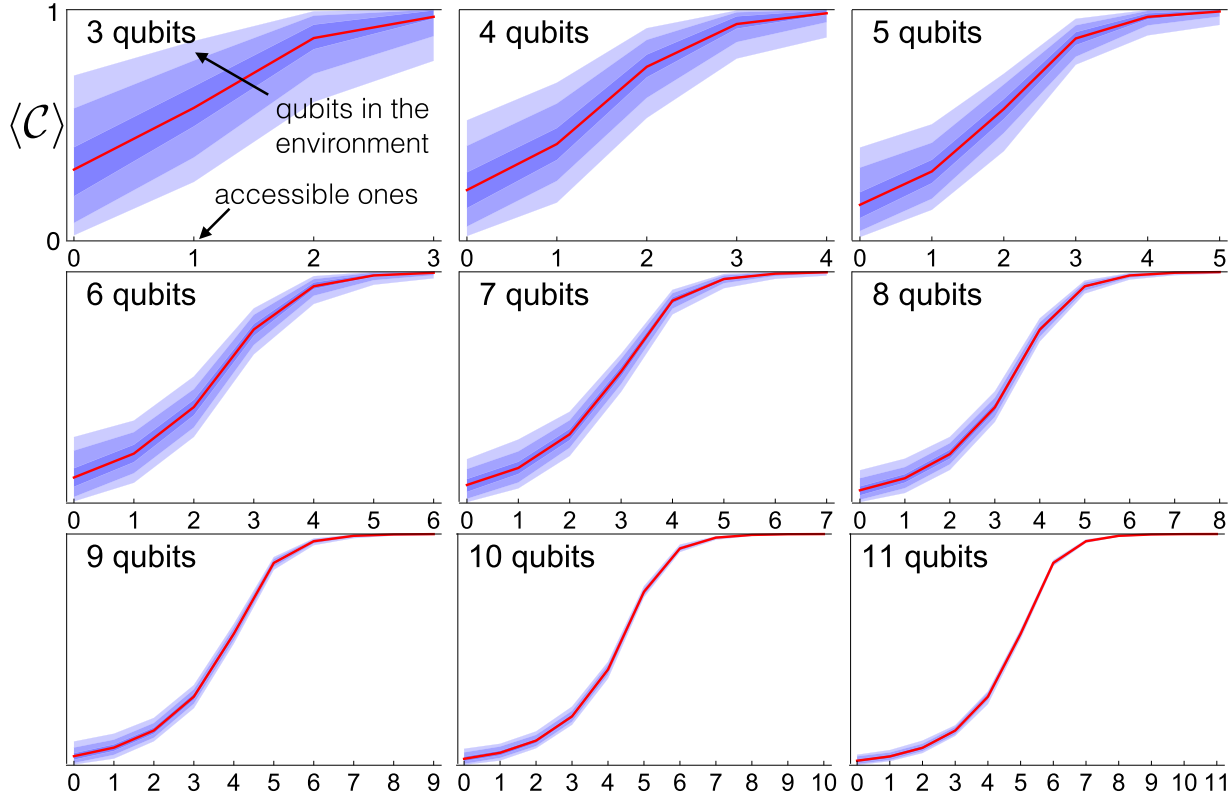 1
3 qubits
4 qubits
5 qubits
qubits in the
environment
⟨𝒞⟩
accessible ones
0
0 1 2 3
0 1 2 3 4
0 1 2 3 4 5
6 qubits
7 qubits
8 qubits
0 1 2 3 4 5 6
0 1 2 3 4 5 6 7
0 1 2 3 4 5 6 7 8
9 qubits
10 qubits
11 qubits
0 1 2 3 4 5 6 7 8 9
0 1 2 3 4 5 6 7 8 9 10
0 1 2 3 4 5 6 7 8 9 10 11